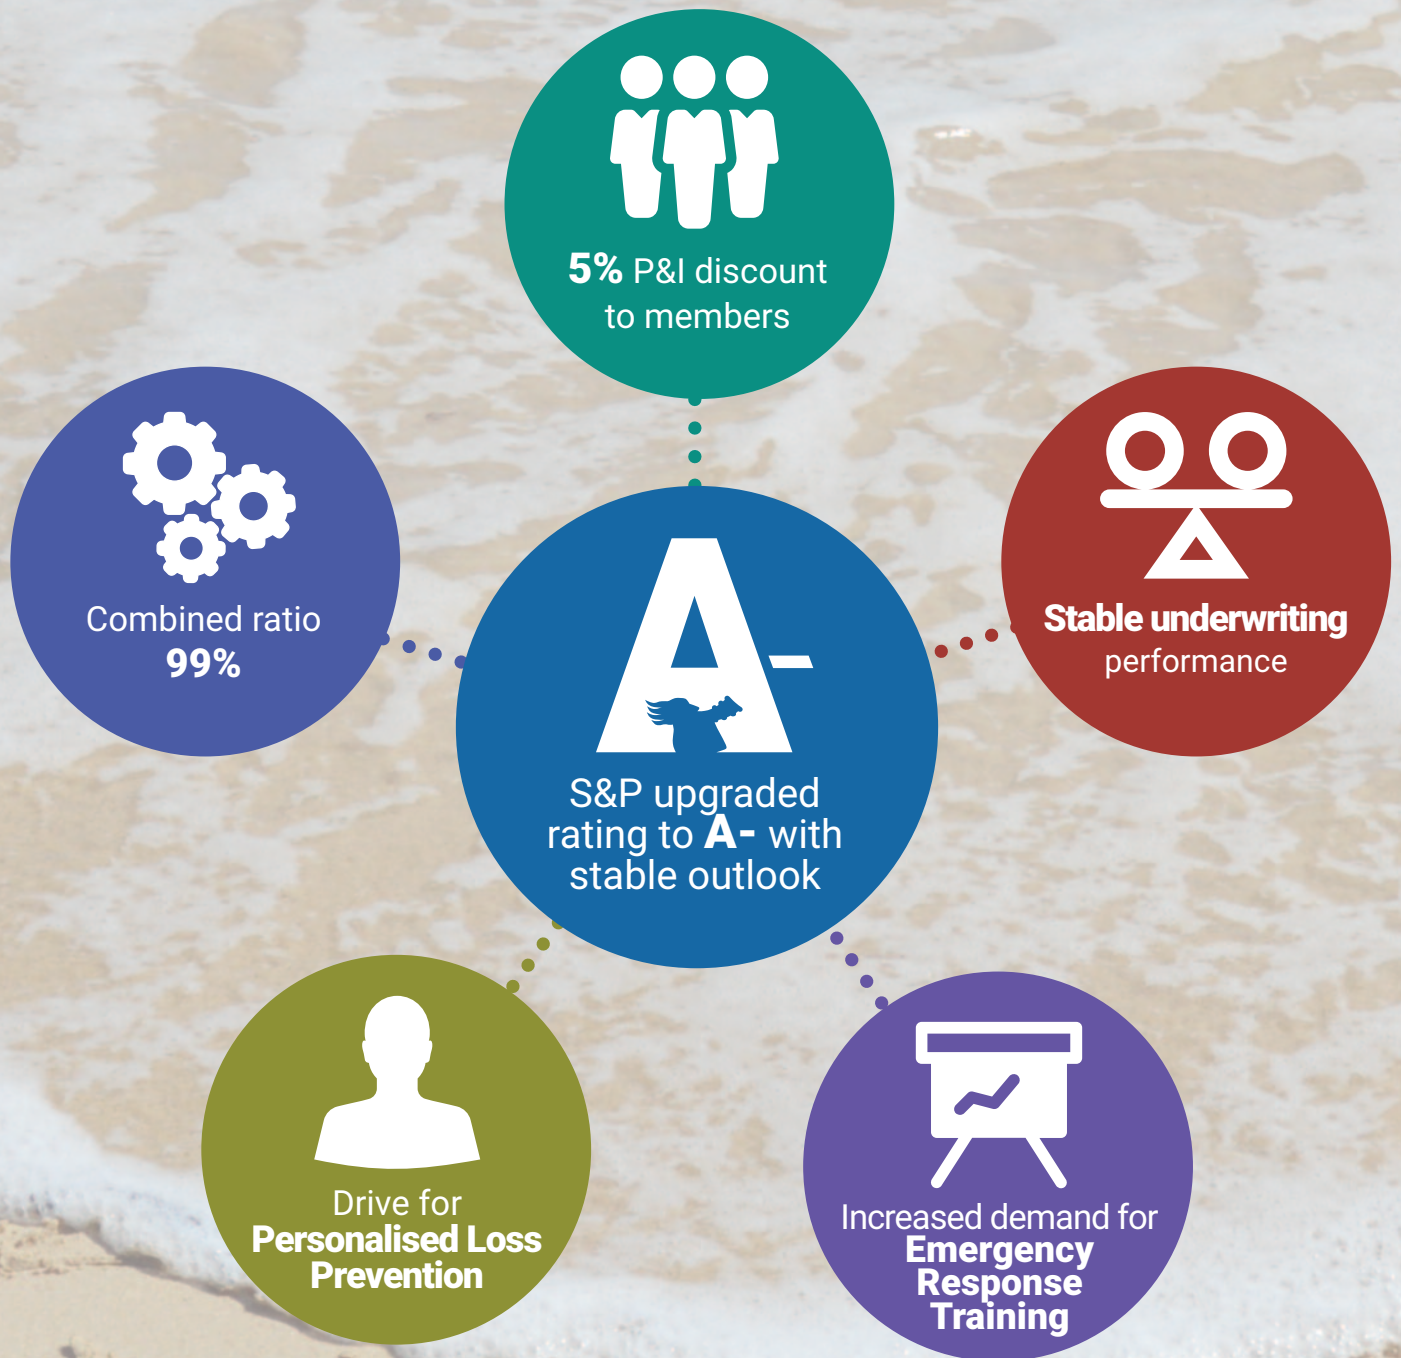 5% P&I discount
to members
Combined ratio
99%
Stable underwriting
performance
A-
S&P upgraded
rating to A- with
stable outlook
Drive for
Personalised Loss
Prevention
Increased demand for
Emergency
Response
Training